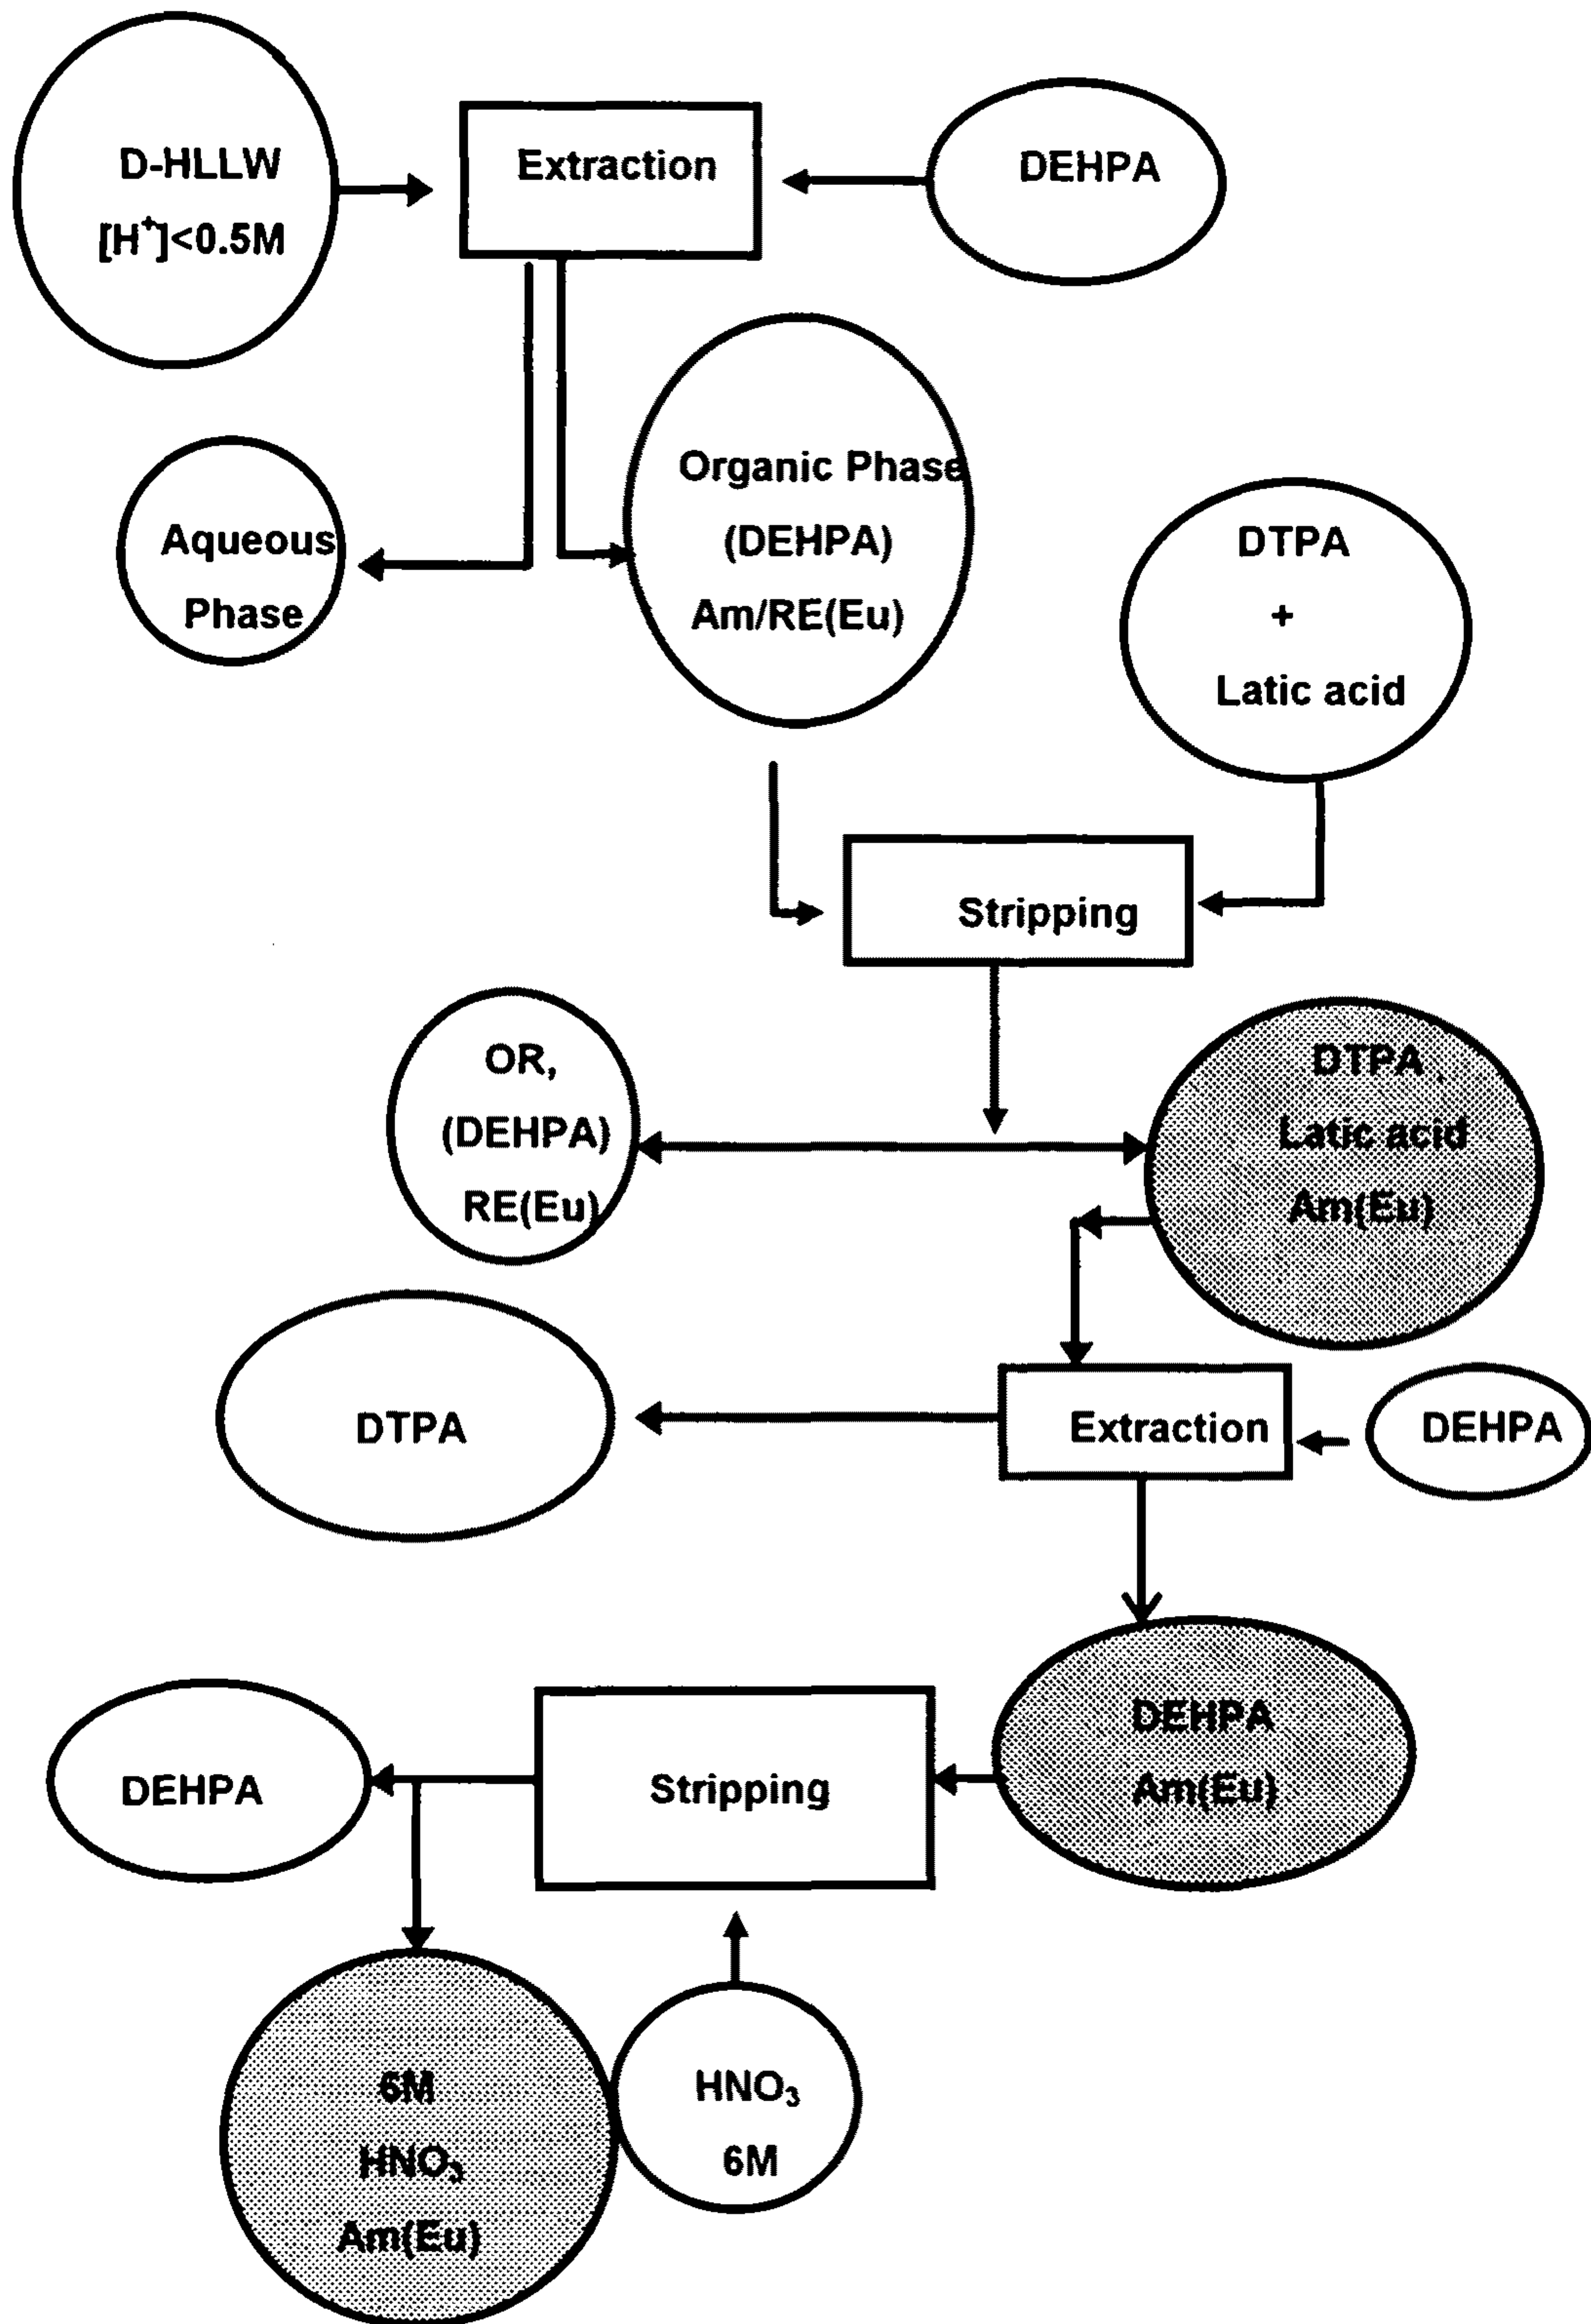 D-HLLW
[H⁺]<0.5M
Extraction
DEHPA
Organic Phase
(DEHPA)
Am/RE(Eu)
Aqueous
Phase
DTPA
+
Latic acid
Stripping
OR,
(DEHPA)
RE(Eu)
DTPA,
Latic acid
Am(Eu)
DTPA
Extraction
DEHPA
DEHPA
Am(Eu)
DEHPA
Stripping
6M
HNO₃
Am(Eu)
HNO₃
6M